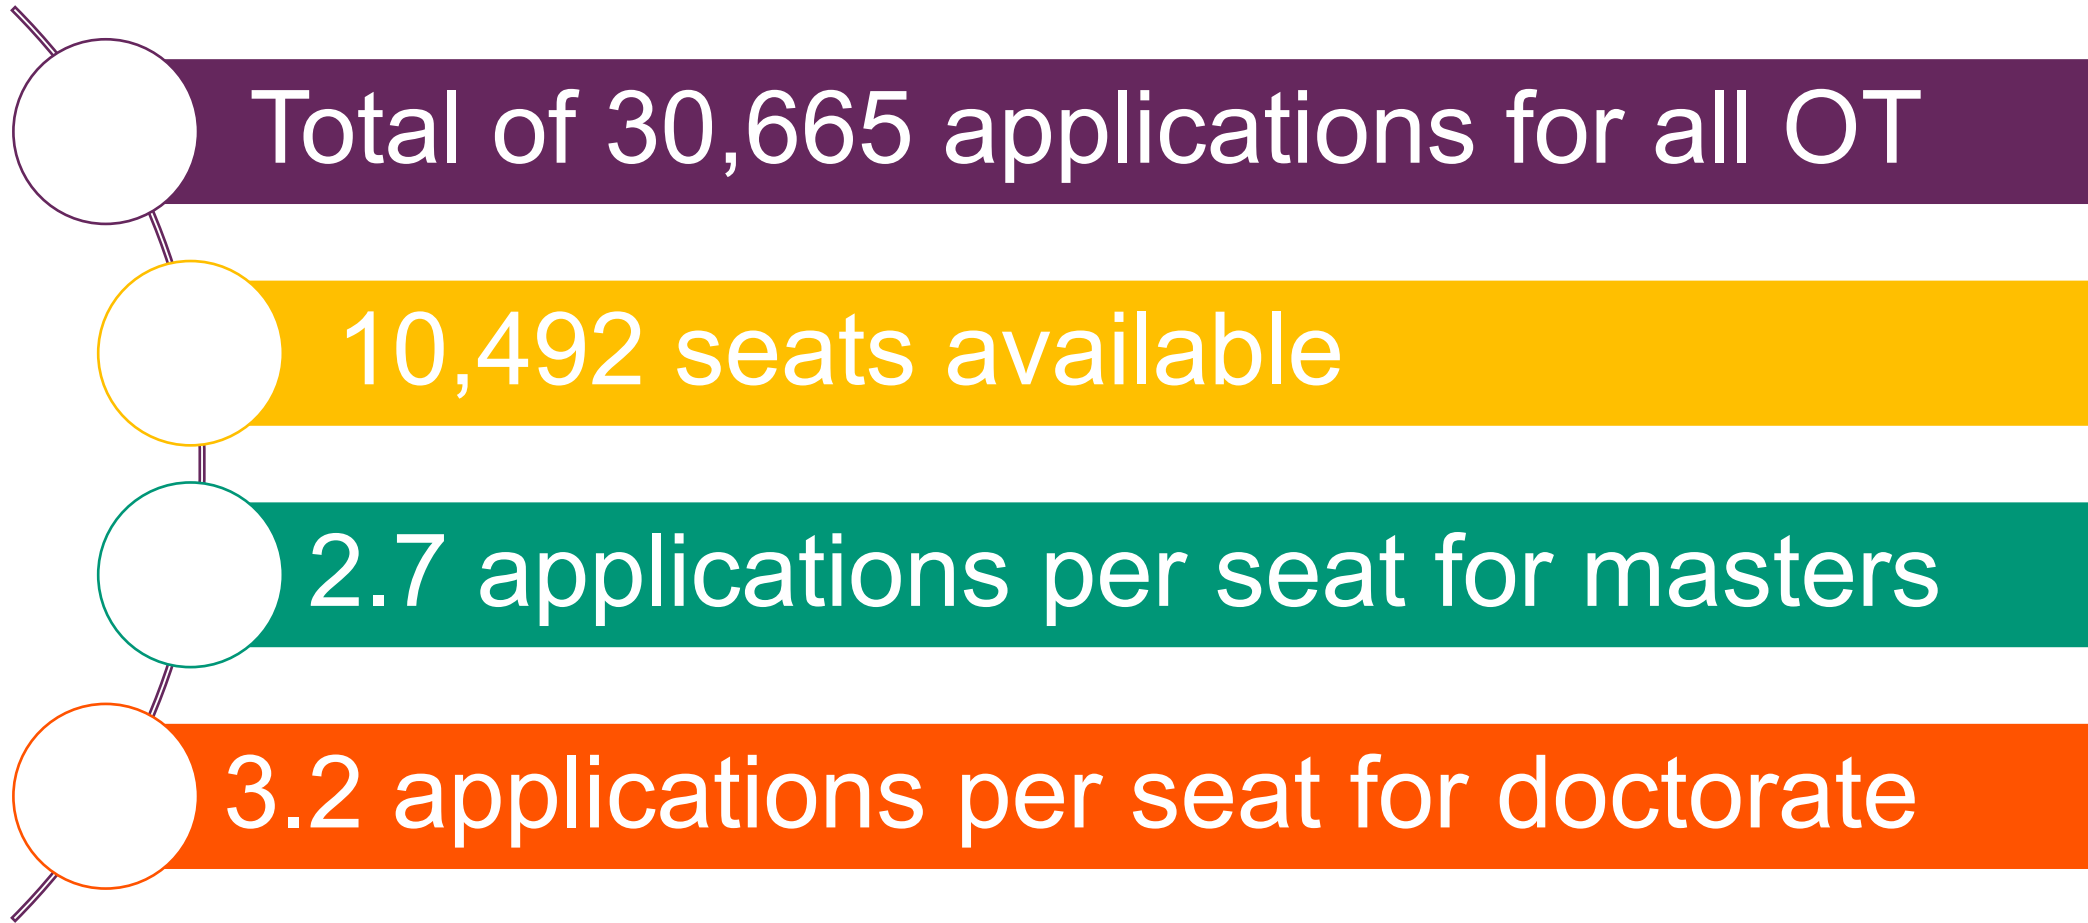 Total of 30,665 applications for all OT
10,492 seats available
2.7 applications per seat for masters
3.2 applications per seat for doctorate